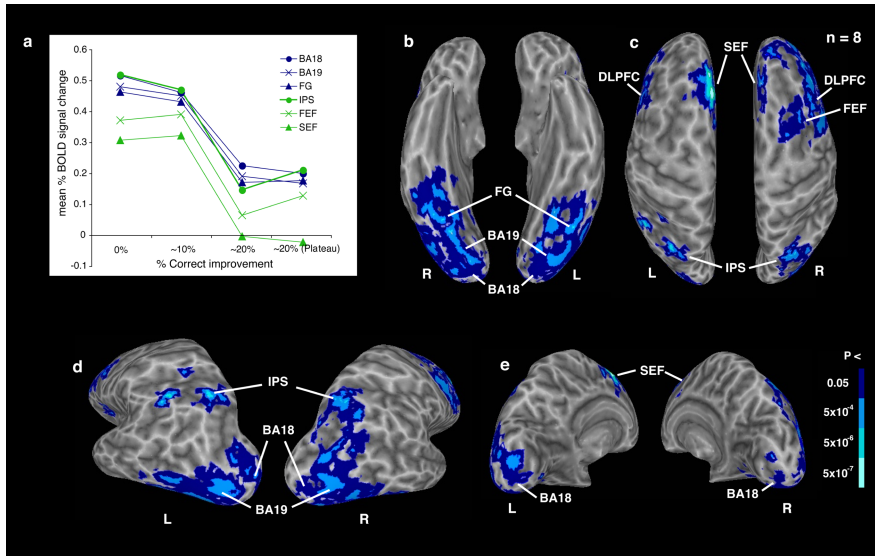 a
mean % BOLD signal change
0.6
0.5
0.4
0.3
0.2
0.1
0
-0.1
0%
~10%
~20%
~20% (Plateau)
% Correct improvement
BA18
BA19
FG
IPS
FEF
SEF
b
FG
BA19
R
L
BA18
c
SEF
n = 8
DLPFC
DLPFC
FEF
L
IPS
R
d
IPS
BA18
BA19
L
R
e
SEF
BA18
BA18
L
R
P <
0.05
5x10-4
5x10-6
5x10-7